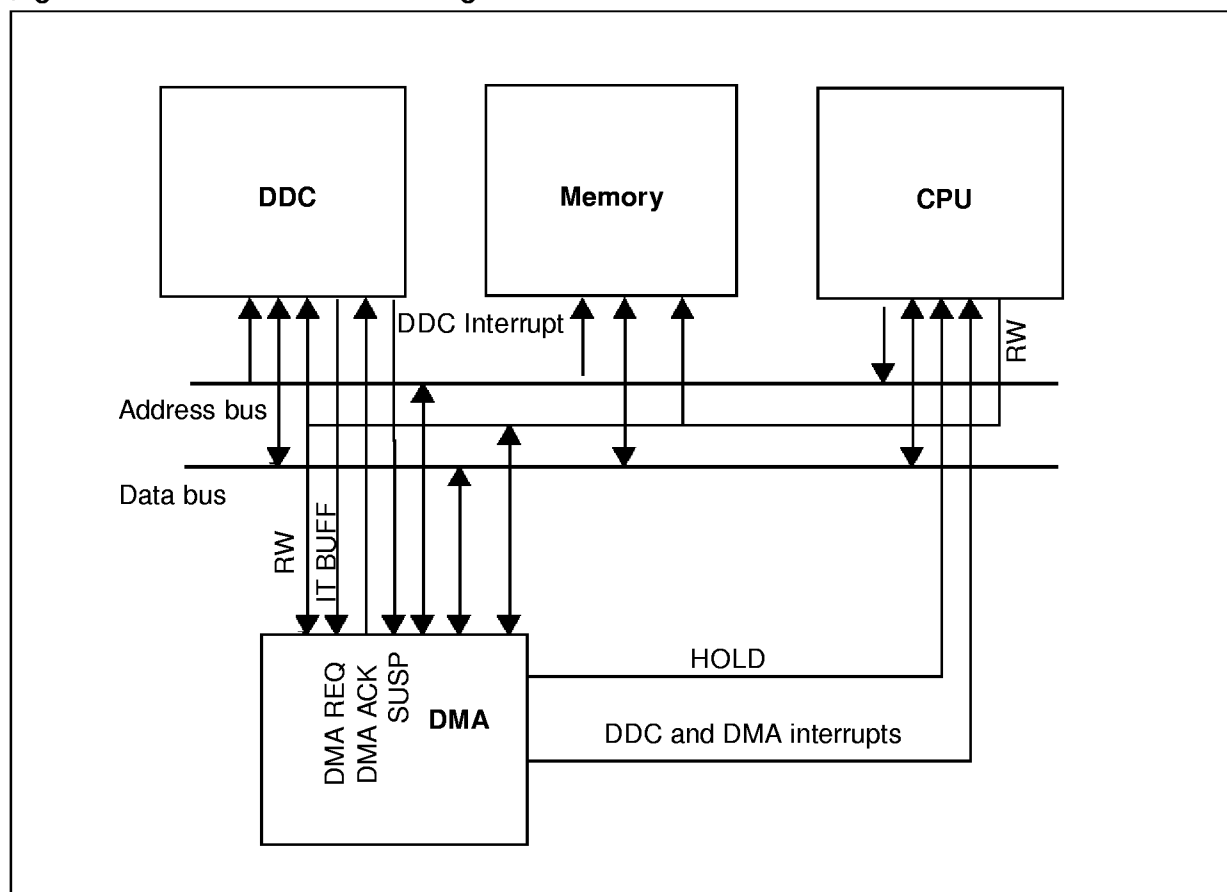 DDC
Memory
CPU
DDC Interrupt
RW
Address bus
Data bus
RW
IT BUFF
DMA REQ
DMA ACK
SUSP
DMA
HOLD
DDC and DMA interrupts